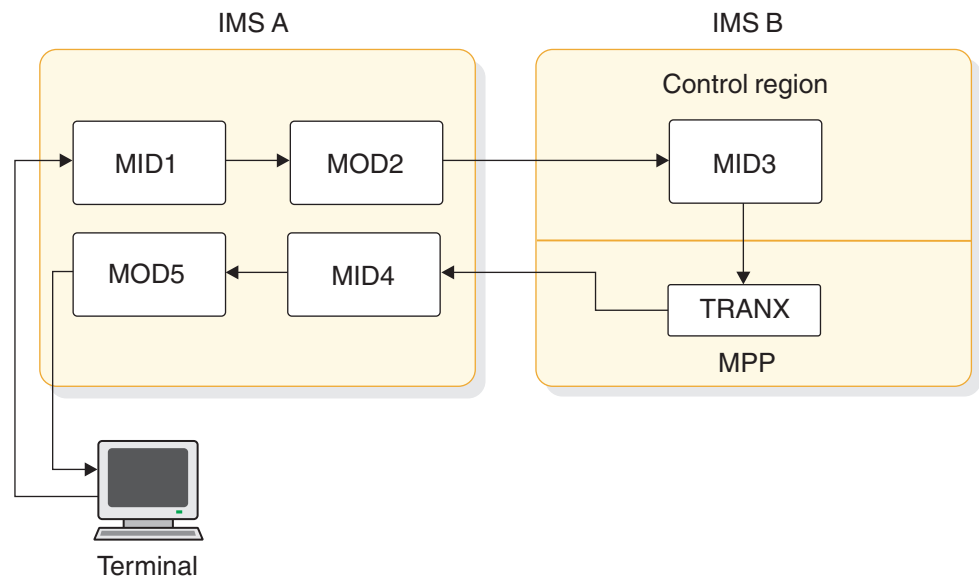 IMS A
IMS B
Control region
MID1
MOD2
MID3
MOD5
MID4
TRANX
MPP
Terminal